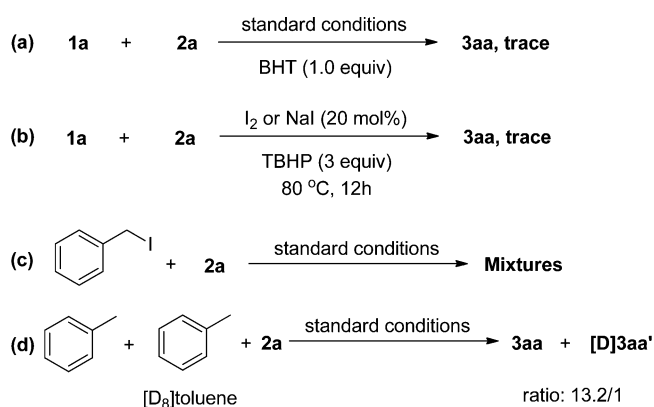 (a) 1a + 2a standard conditions BHT (1.0 equiv) 3aa, trace
(b) 1a + 2a I2 or NaI (20 mol%) TBHP (3 equiv) 80 °C, 12h 3aa, trace
(c) I + 2a standard conditions Mixtures
(d) + + 2a standard conditions 3aa + [D]3aa'
[D8]toluene ratio: 13.2/1